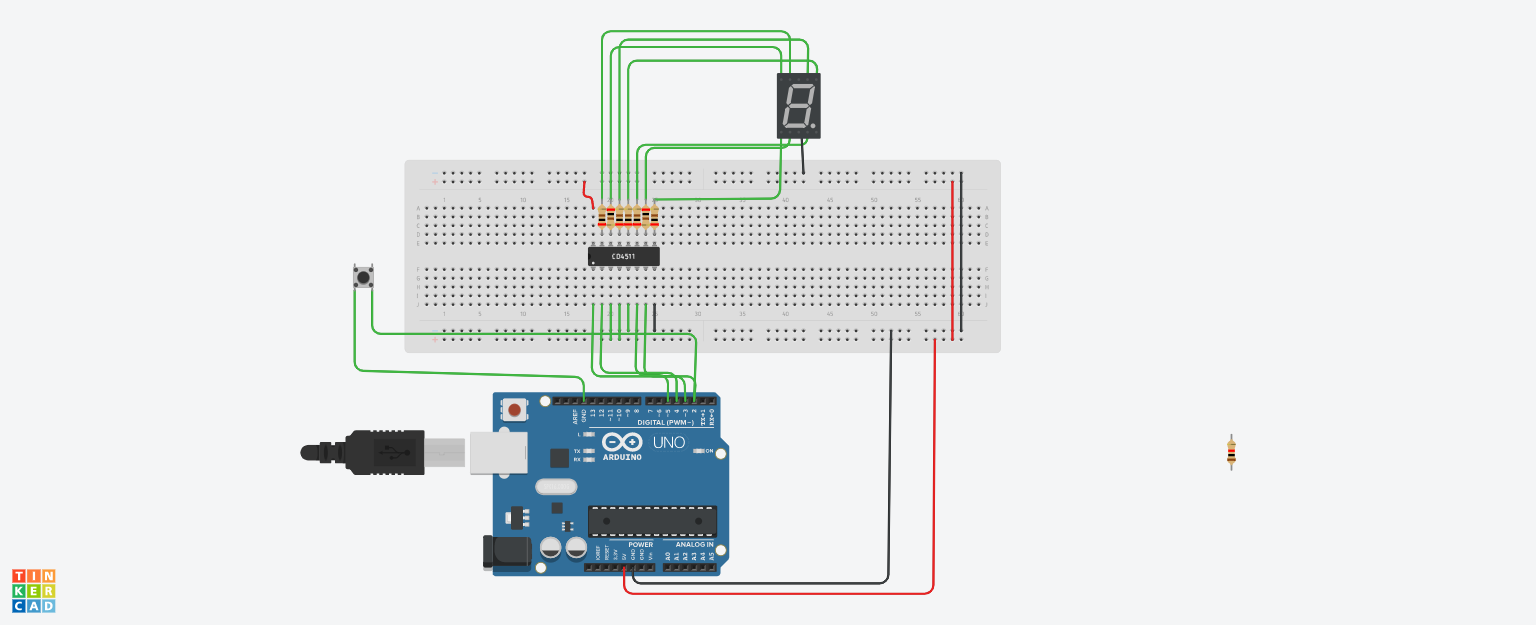 1 5 10 15 20 25 30 35 40 45 50 55 60
A A
B B
C C
D D
E E
CD4511
F F
G G
H H
I I
J J
1 5 10 15 20 25 30 35 40 45 50 55 60
AREF
GND
13
12
~11
~10
~9
8
7
~6
~5
4
~3
2
TX→1
RX←0
DIGITAL (PWM~)
L
TX
RX
UNO
ARDUINO
ON
POWER
ANALOG IN
IOREF
RESET
3.3V
5V
GND
GND
Vin
A0
A1
A2
A3
A4
A5
TIN
KER
CAD